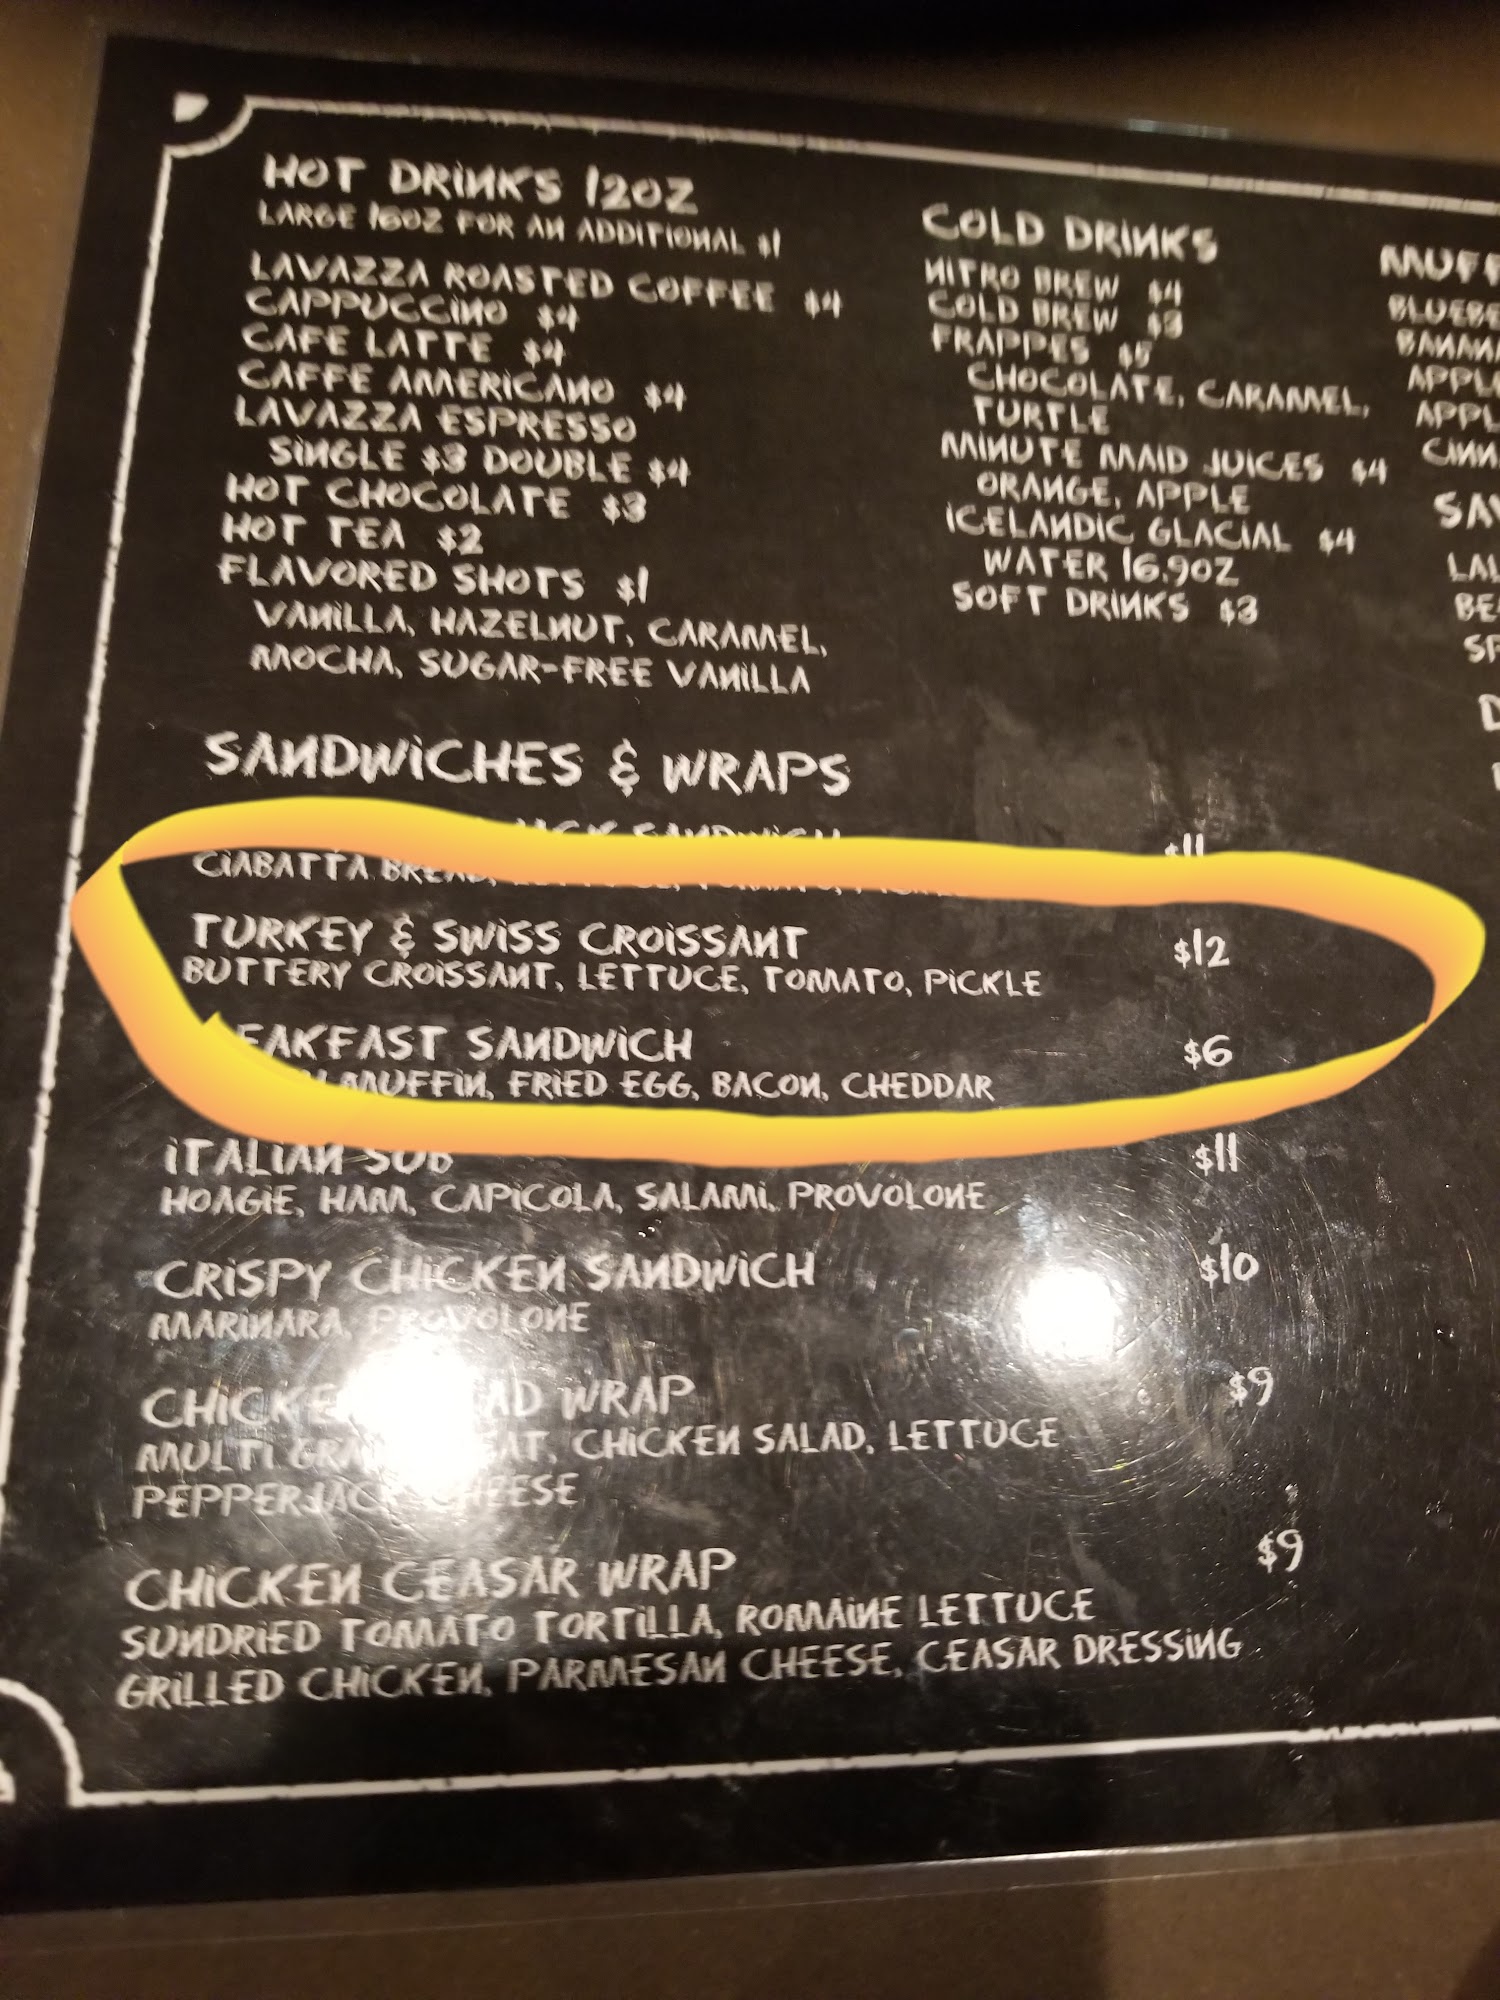 HOT DRINKS 12OZ
LARGE 16OZ FOR AN ADDITIONAL $1
LAVAZZA ROASTED COFFEE $4
CAPPUCCINO $4
CAFE LATTE $4
CAFFE AMERICANO $4
LAVAZZA ESPRESSO
SINGLE $3 DOUBLE $4
HOT CHOCOLATE $3
HOT TEA $2
FLAVORED SHOTS $1
VANILLA, HAZELNUT, CARAMEL,
MOCHA, SUGAR-FREE VANILLA
COLD DRINKS
NITRO BREW $4
COLD BREW $3
FRAPPES $5
CHOCOLATE, CARAMEL,
TURTLE
MINUTE MAID JUICES $4
ORANGE, APPLE
ICELANDIC GLACIAL $4
WATER 16.9OZ
SOFT DRINKS $3
SANDWICHES & WRAPS
SANDWICH $11
CIABATTA BREAD,
TURKEY & SWISS CROISSANT $12
BUTTERY CROISSANT, LETTUCE, TOMATO, PICKLE
SANDWICH $6
MUFFIN, FRIED EGG, BACON, CHEDDAR
ITALIAN SUB $11
HOAGIE, HAM, CAPICOLA, SALAMI, PROVOLONE
CRISPY CHICKEN SANDWICH $10
MARINARA, PROVOLONE
WRAP $9
MULTI CHICKEN SALAD, LETTUCE
PEPPERJACK CHEESE
CHICKEN CEASAR WRAP $9
SUNDRIED TOMATO TORTILLA, ROMAINE LETTUCE
GRILLED CHICKEN, PARMESAN CHEESE, CEASAR DRESSING